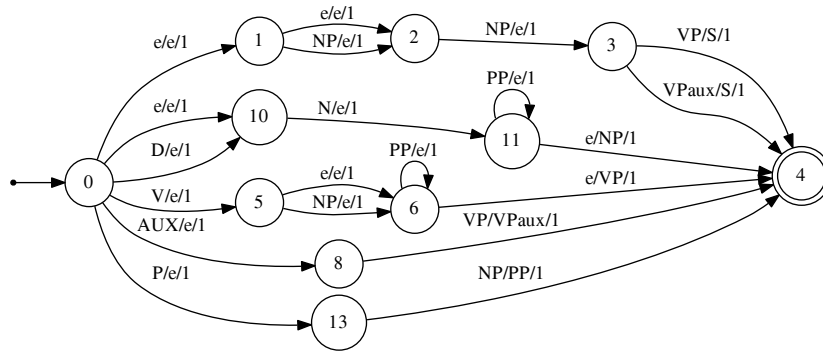 e/e/1
1
e/e/1
NP/e/1
2
NP/e/1
3
VP/S/1
VPaux/S/1
e/e/1
D/e/1
10
N/e/1
PP/e/1
11
e/NP/1
0
4
V/e/1
5
e/e/1
NP/e/1
PP/e/1
6
e/VP/1
AUX/e/1
8
VP/VPaux/1
P/e/1
13
NP/PP/1